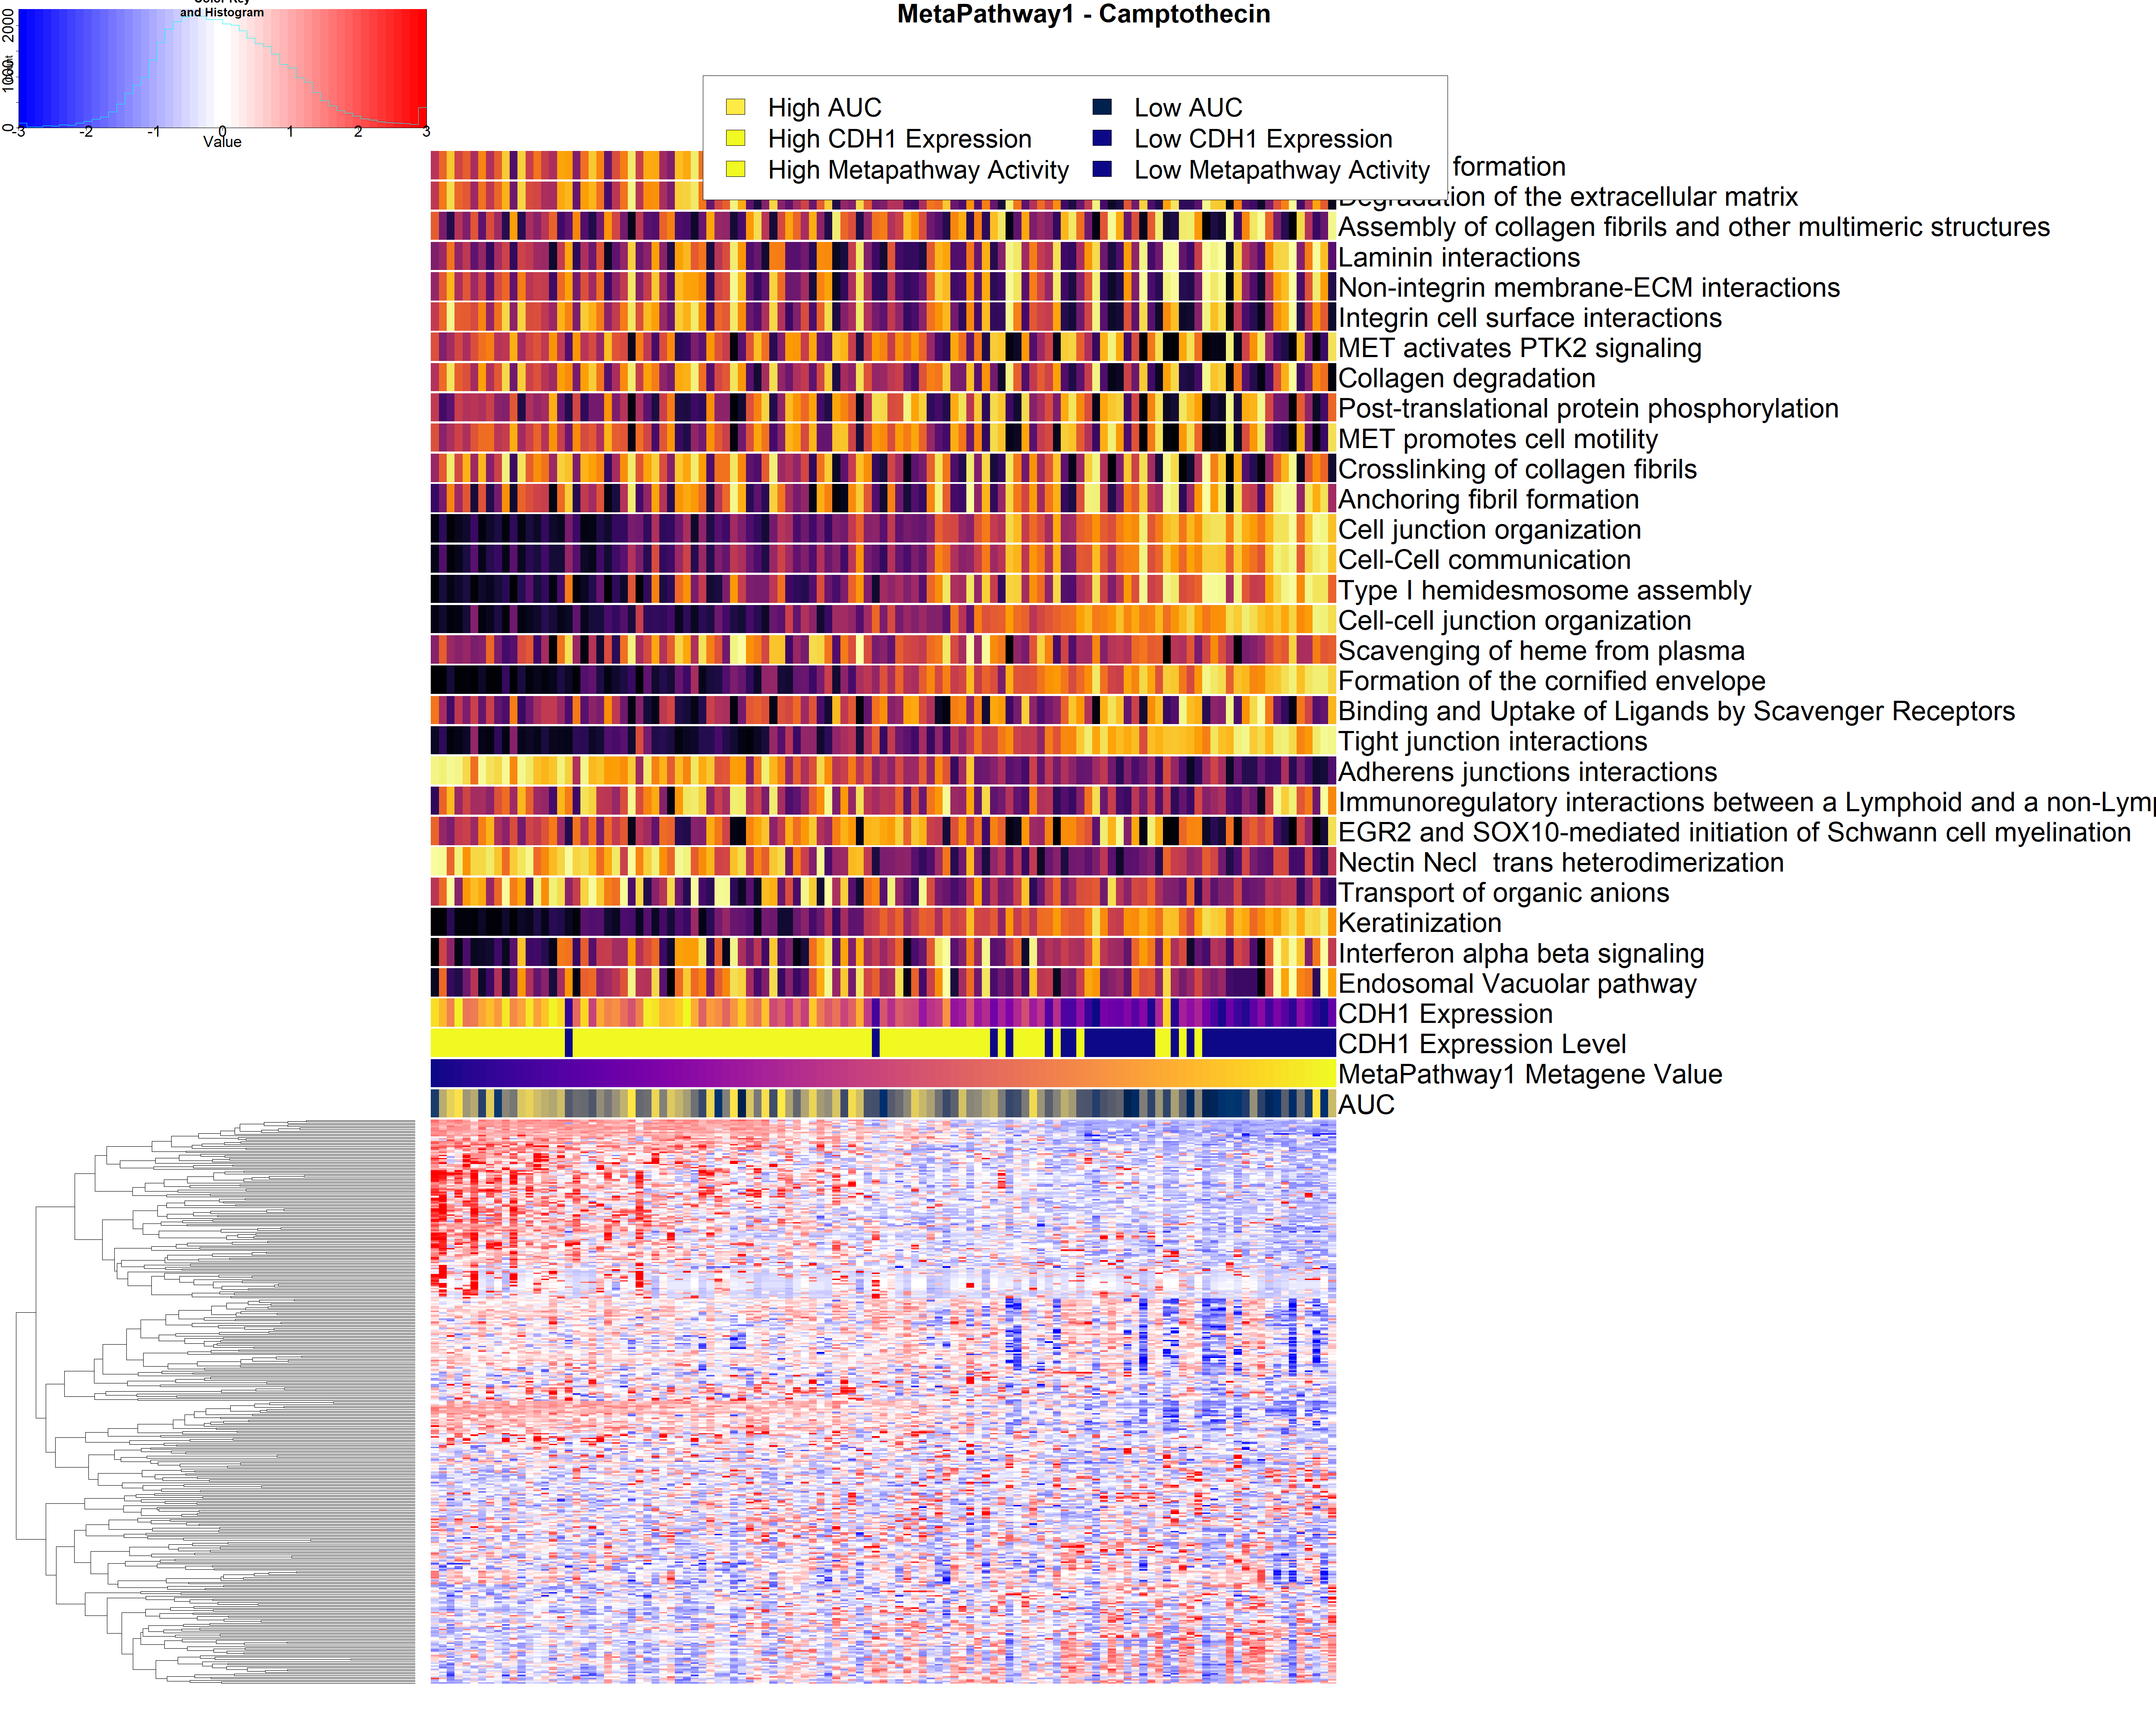 MetaPathway1 - Camptothecin
Color Key
and Histogram
0 1000 2000
-3 -2 -1 0 1 2 3
Value
High AUC Low AUC
High CDH1 Expression Low CDH1 Expression
High Metapathway Activity Low Metapathway Activity
formation
Degradation of the extracellular matrix
Assembly of collagen fibrils and other multimeric structures
Laminin interactions
Non-integrin membrane-ECM interactions
Integrin cell surface interactions
MET activates PTK2 signaling
Collagen degradation
Post-translational protein phosphorylation
MET promotes cell motility
Crosslinking of collagen fibrils
Anchoring fibril formation
Cell junction organization
Cell-Cell communication
Type I hemidesmosome assembly
Cell-cell junction organization
Scavenging of heme from plasma
Formation of the cornified envelope
Binding and Uptake of Ligands by Scavenger Receptors
Tight junction interactions
Adherens junctions interactions
Immunoregulatory interactions between a Lymphoid and a non-Lymp
EGR2 and SOX10-mediated initiation of Schwann cell myelination
Nectin Necl trans heterodimerization
Transport of organic anions
Keratinization
Interferon alpha beta signaling
Endosomal Vacuolar pathway
CDH1 Expression
CDH1 Expression Level
MetaPathway1 Metagene Value
AUC